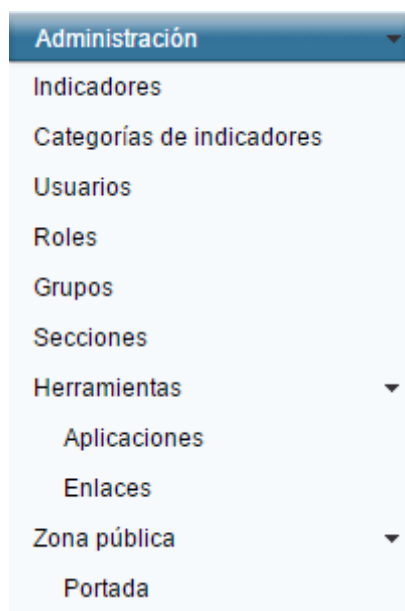 Administración
Indicadores
Categorías de indicadores
Usuarios
Roles
Grupos
Secciones
Herramientas
Aplicaciones
Enlaces
Zona pública
Portada